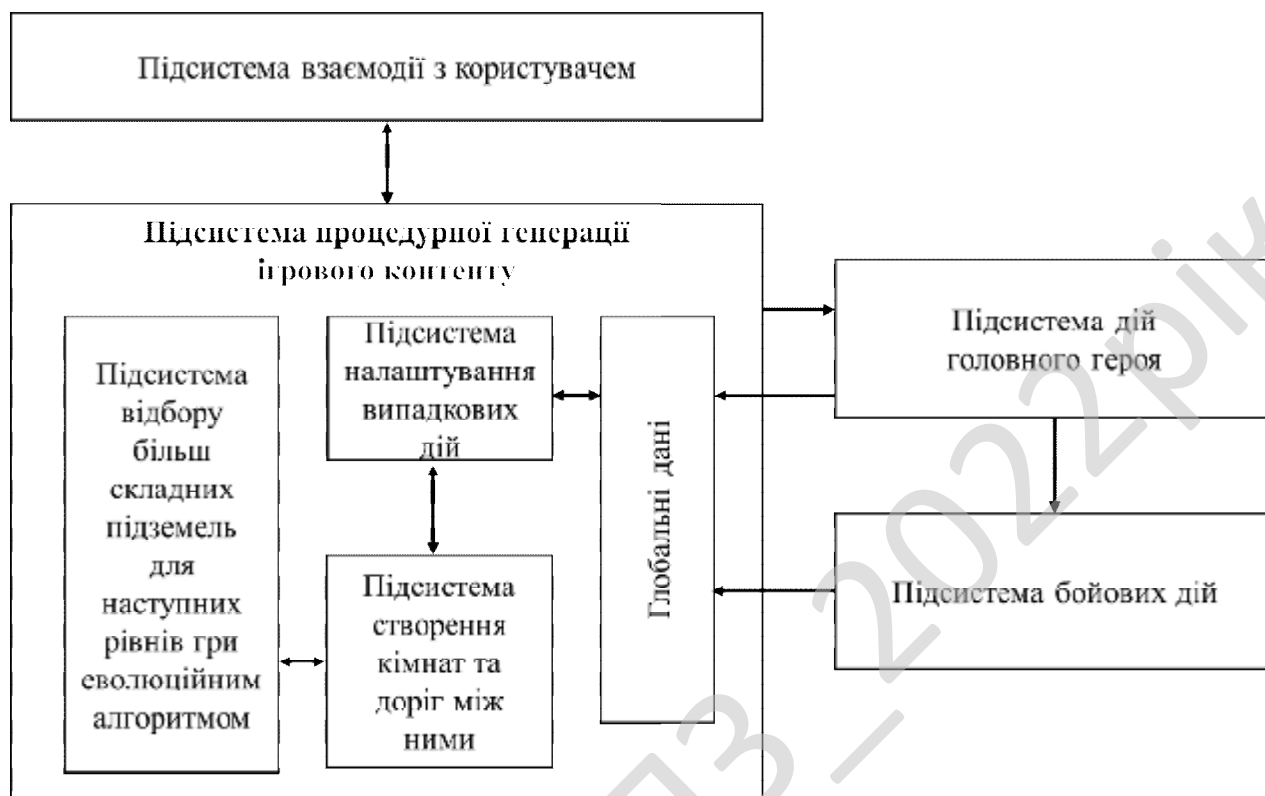 Підсистема взаємодії з користувачем
Підсистема процедурної генерації
ігрового контенту
Підсистема
відбору
більш
складних
підземель
для
наступних
рівнів гри
еволюційним
алгоритмом
Підсистема
налаштування
випадкових
дій
Підсистема
створення
кімнат та
доріг між
ними
Глобальні дані
Підсистема дій
головного героя
Підсистема бойових дій
ПЗ_2022рік